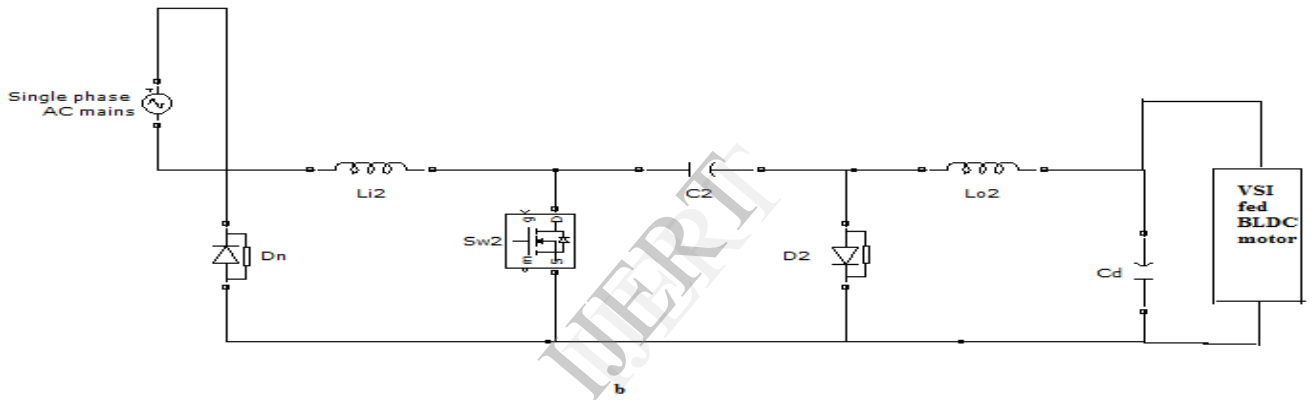 Single phase
AC mains
Li2
C2
Lo2
VSI
fed
BLDC
motor
Sw2
g
D
m
S
Dn
D2
Cd
IJERT
b